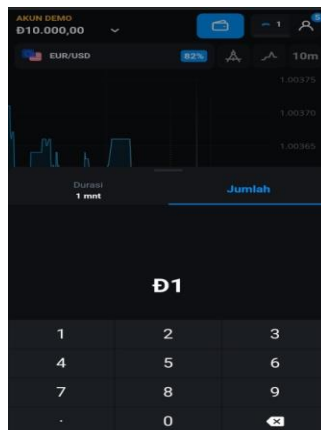 AKUN DEMO
Đ10.000,00
1
EUR/USD
82%
10m
1.00375
1.00370
1.00365
Durasi
1 mnt
Jumlah
Đ1
1 2 3
4 5 6
7 8 9
. 0